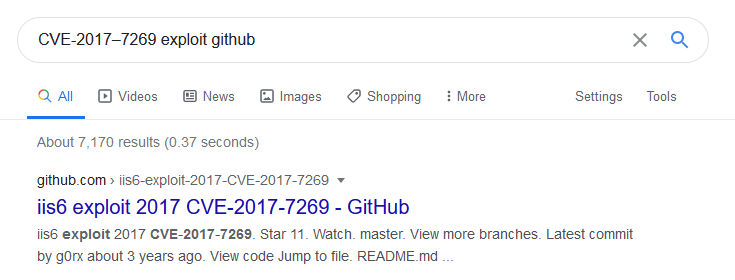 CVE-2017–7269 exploit github
All Videos News Images Shopping More Settings Tools
About 7,170 results (0.37 seconds)
github.com › iis6-exploit-2017-CVE-2017-7269
iis6 exploit 2017 CVE-2017-7269 - GitHub
iis6 exploit 2017 CVE-2017-7269. Star 11. Watch. master. View more branches. Latest commit
by g0rx about 3 years ago. View code Jump to file. README.md ...